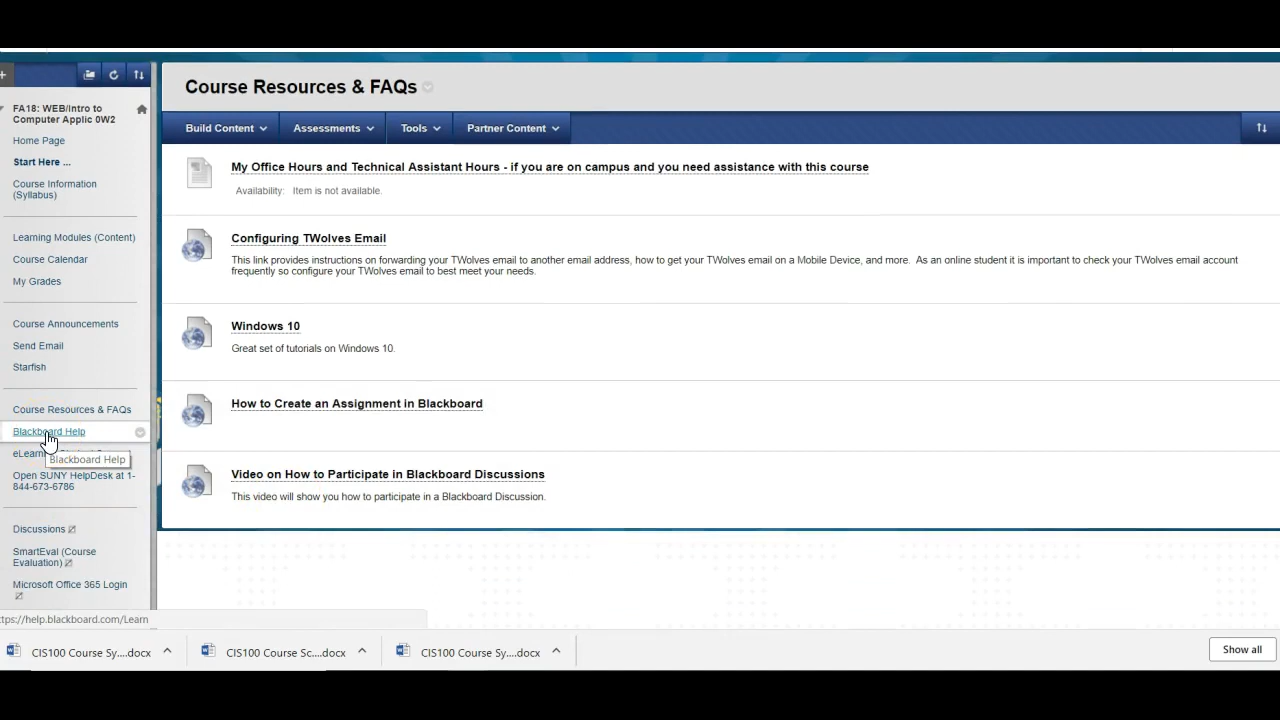 FA18: WEB/Intro to
Computer Applic 0W2
Home Page
Start Here ...
Course Information
(Syllabus)
Learning Modules (Content)
Course Calendar
My Grades
Course Announcements
Send Email
Starfish
Course Resources & FAQs
Blackboard Help
Blackboard Help
Open SUNY HelpDesk at 1-
844-673-6786
Discussions
SmartEval (Course
Evaluation)
Microsoft Office 365 Login
Course Resources & FAQs
Build Content
Assessments
Tools
Partner Content
My Office Hours and Technical Assistant Hours - if you are on campus and you need assistance with this course
Availability: Item is not available.
Configuring TWolves Email
This link provides instructions on forwarding your TWolves email to another email address, how to get your TWolves email on a Mobile Device, and more. As an online student it is important to check your TWolves email account
frequently so configure your TWolves email to best meet your needs.
Windows 10
Great set of tutorials on Windows 10.
How to Create an Assignment in Blackboard
Video on How to Participate in Blackboard Discussions
This video will show you how to participate in a Blackboard Discussion.
ttps://help.blackboard.com/Learn
CIS100 Course Sy....docx
CIS100 Course Sc....docx
CIS100 Course Sy....docx
Show all